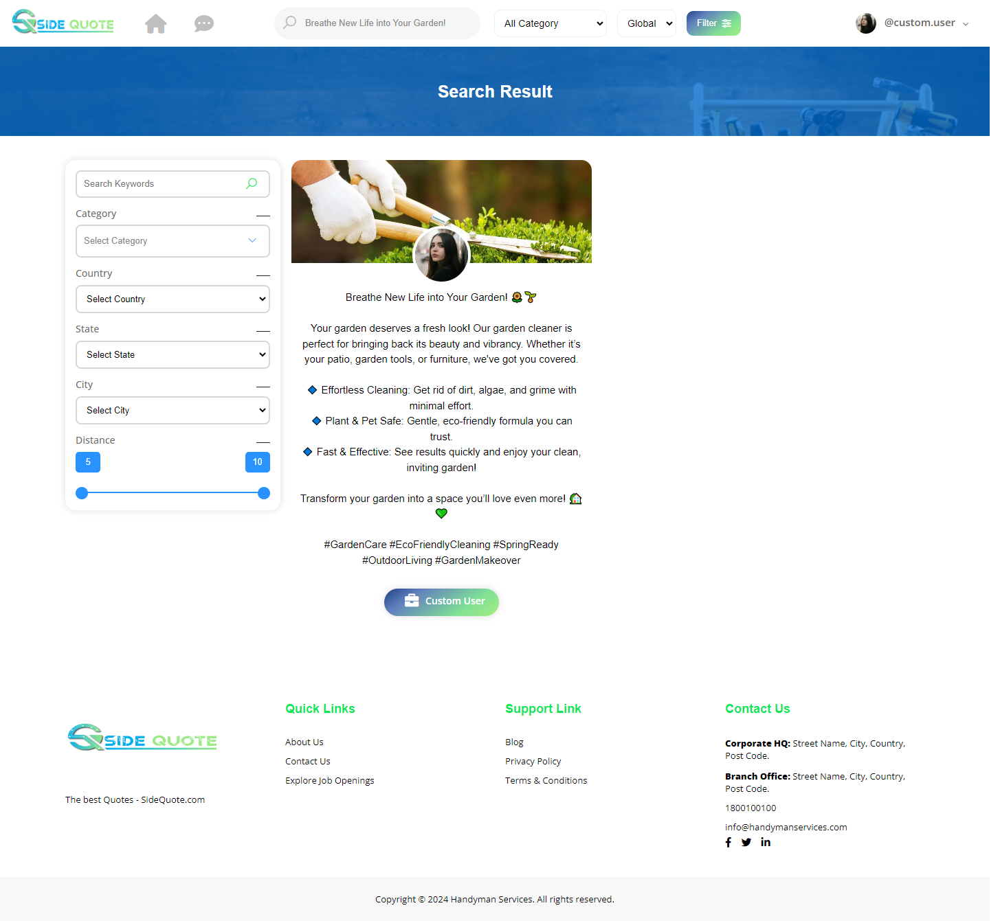 SIDE QUOTE
Breathe New Life into Your Garden!
All Category
Global
Filter
@custom.user
Search Result
Search Keywords
Category
Select Category
Country
Select Country
State
Select State
City
Select City
Distance
5
10
Breathe New Life into Your Garden! 🌻🌱
Your garden deserves a fresh look! Our garden cleaner is
perfect for bringing back its beauty and vibrancy. Whether it’s
your patio, garden tools, or furniture, we've got you covered.
🔹 Effortless Cleaning: Get rid of dirt, algae, and grime with
minimal effort.
🔹 Plant & Pet Safe: Gentle, eco-friendly formula you can
trust.
🔹 Fast & Effective: See results quickly and enjoy your clean,
inviting garden!
Transform your garden into a space you’ll love even more! 🏡
💚
#GardenCare #EcoFriendlyCleaning #SpringReady
#OutdoorLiving #GardenMakeover
Custom User
SIDE QUOTE
The best Quotes - SideQuote.com
Quick Links
About Us
Contact Us
Explore Job Openings
Support Link
Blog
Privacy Policy
Terms & Conditions
Contact Us
Corporate HQ: Street Name, City, Country,
Post Code.
Branch Office: Street Name, City, Country,
Post Code.
1800100100
info@handymanservices.com
Copyright © 2024 Handyman Services. All rights reserved.